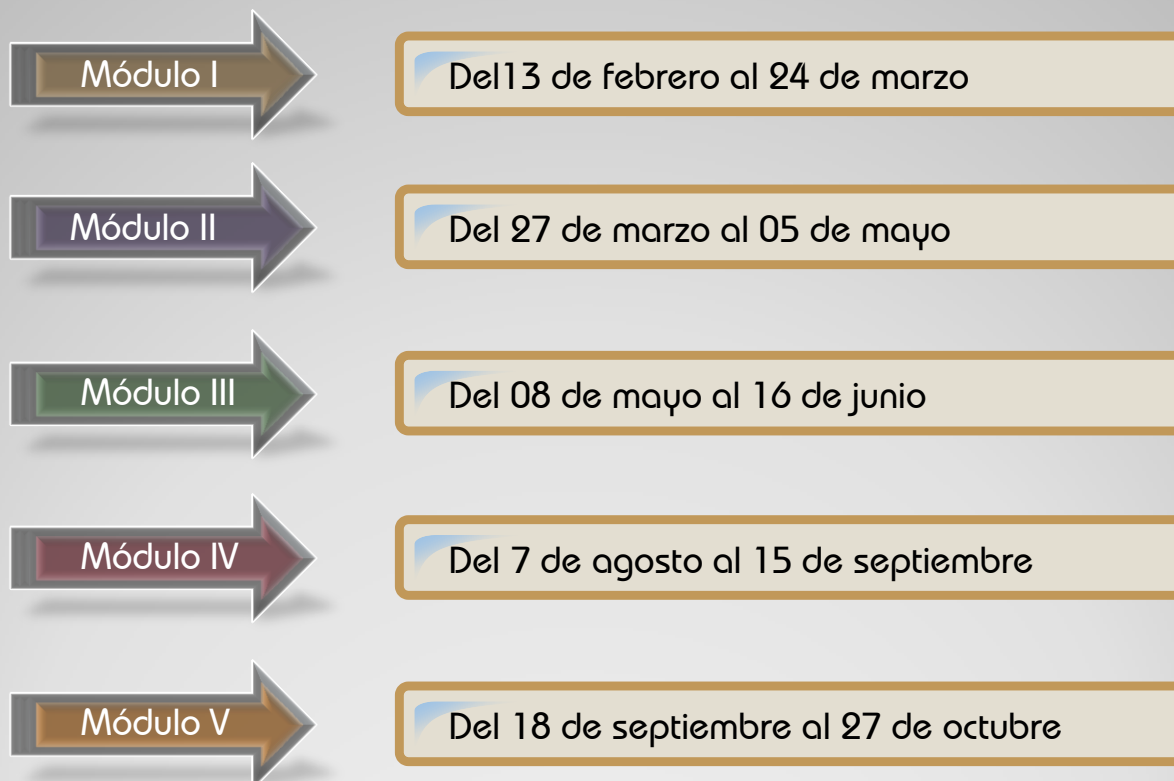 Módulo I
Del13 de febrero al 24 de marzo
Módulo II
Del 27 de marzo al 05 de mayo
Módulo III
Del 08 de mayo al 16 de junio
Módulo IV
Del 7 de agosto al 15 de septiembre
Módulo V
Del 18 de septiembre al 27 de octubre